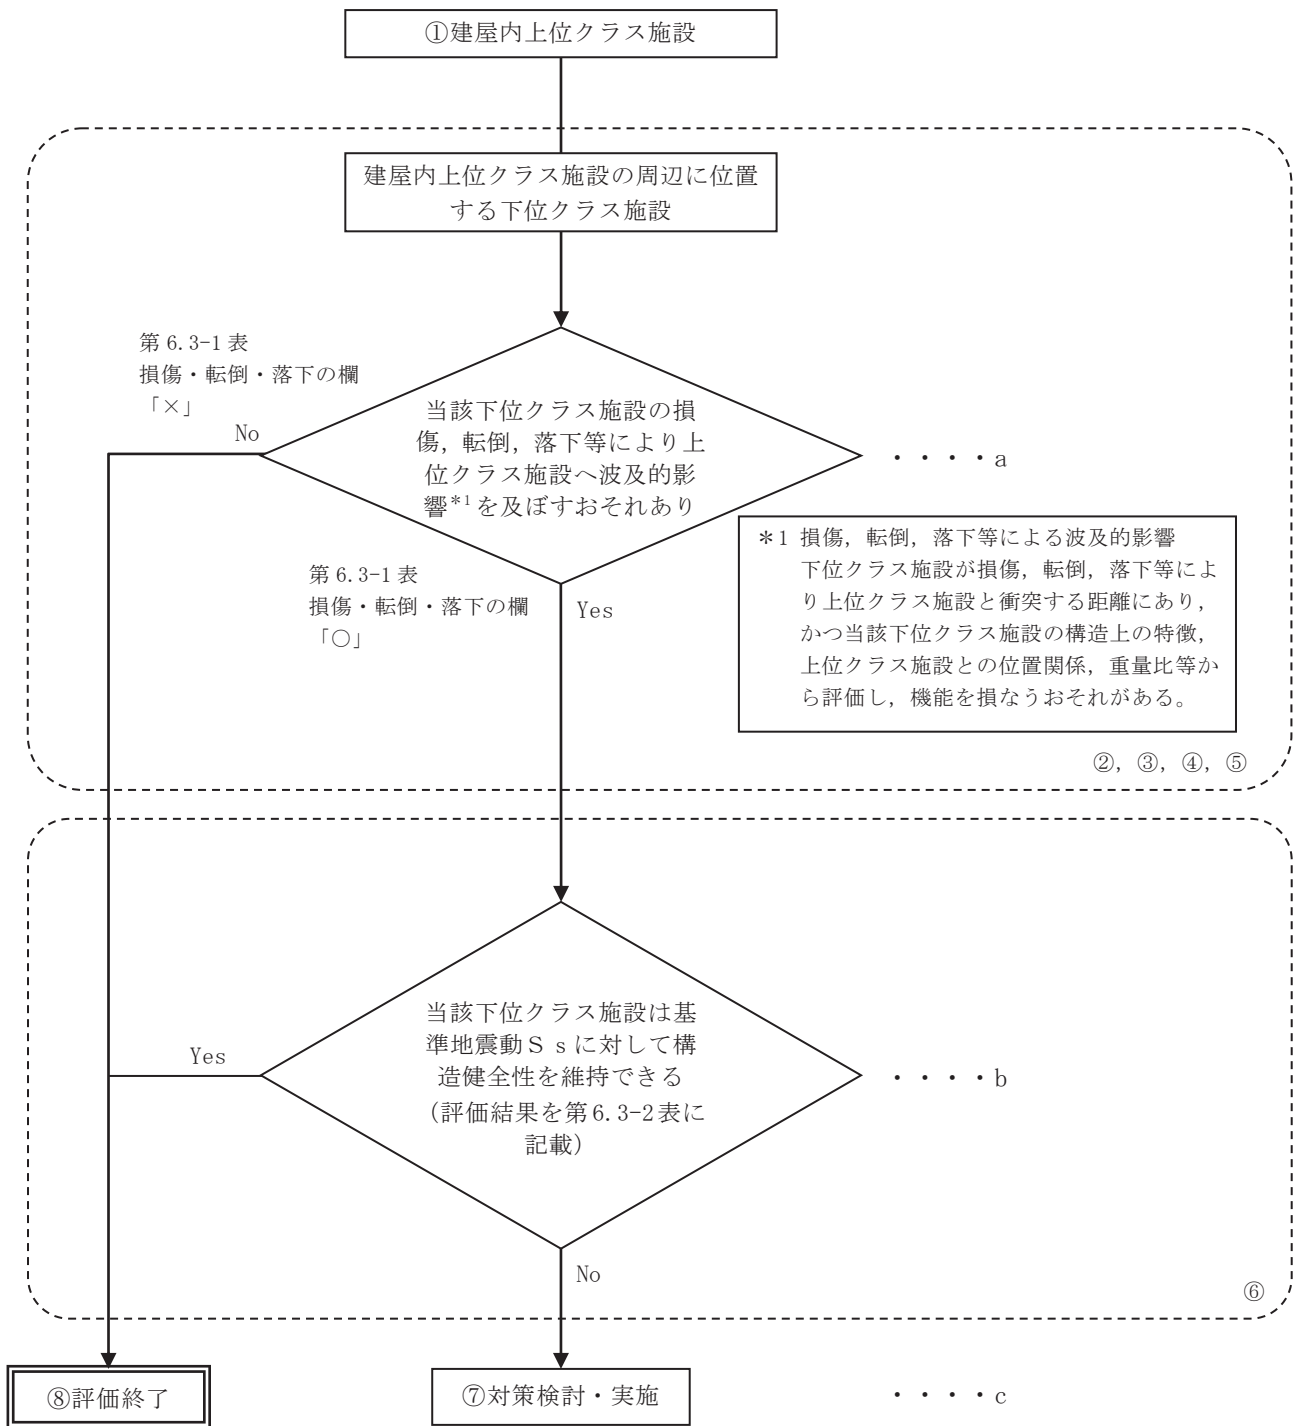 ①建屋内上位クラス施設
建屋内上位クラス施設の周辺に位置
する下位クラス施設
第 6.3-1 表
損傷・転倒・落下の欄
「×」
No
当該下位クラス施設の損
傷，転倒，落下等により上
位クラス施設へ波及的影
響*1を及ぼすおそれあり
・・・・a
＊1 損傷，転倒，落下等による波及的影響
下位クラス施設が損傷，転倒，落下等によ
り上位クラス施設と衝突する距離にあり，
かつ当該下位クラス施設の構造上の特徴，
上位クラス施設との位置関係，重量比等か
ら評価し，機能を損なうおそれがある。
第 6.3-1 表
損傷・転倒・落下の欄
「○」
Yes
②，③，④，⑤
当該下位クラス施設は基
準地震動Ｓｓに対して構
造健全性を維持できる
（評価結果を第6.3-2表に
記載）
Yes
・・・・b
No
⑥
⑧評価終了
⑦対策検討・実施
・・・・c